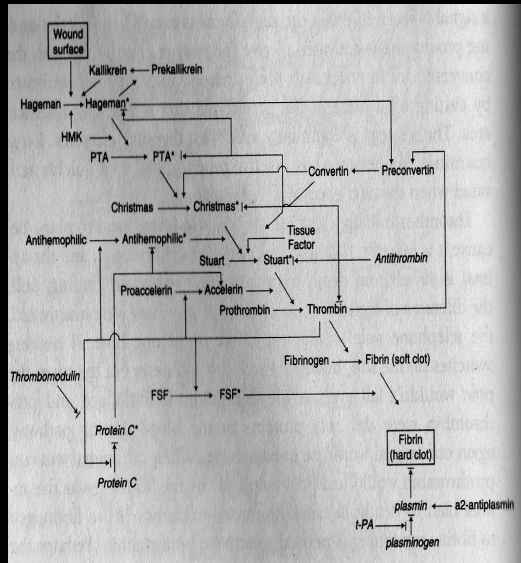 Wound
surface
Kallikrein Prekallikrein
Hageman Hageman*
HMK
PTA PTA*
Convertin Preconvertin
Christmas Christmas*
Tissue
Factor
Antihemophilic Antihemophilic*
Stuart Stuart* Antithrombin
Proaccelerin Accelerin
Prothrombin Thrombin
Fibrinogen Fibrin (soft clot)
Thrombomodulin
FSF FSF*
Protein C*
Fibrin
(hard clot)
Protein C
plasmin a2-antiplasmin
t-PA
plasminogen